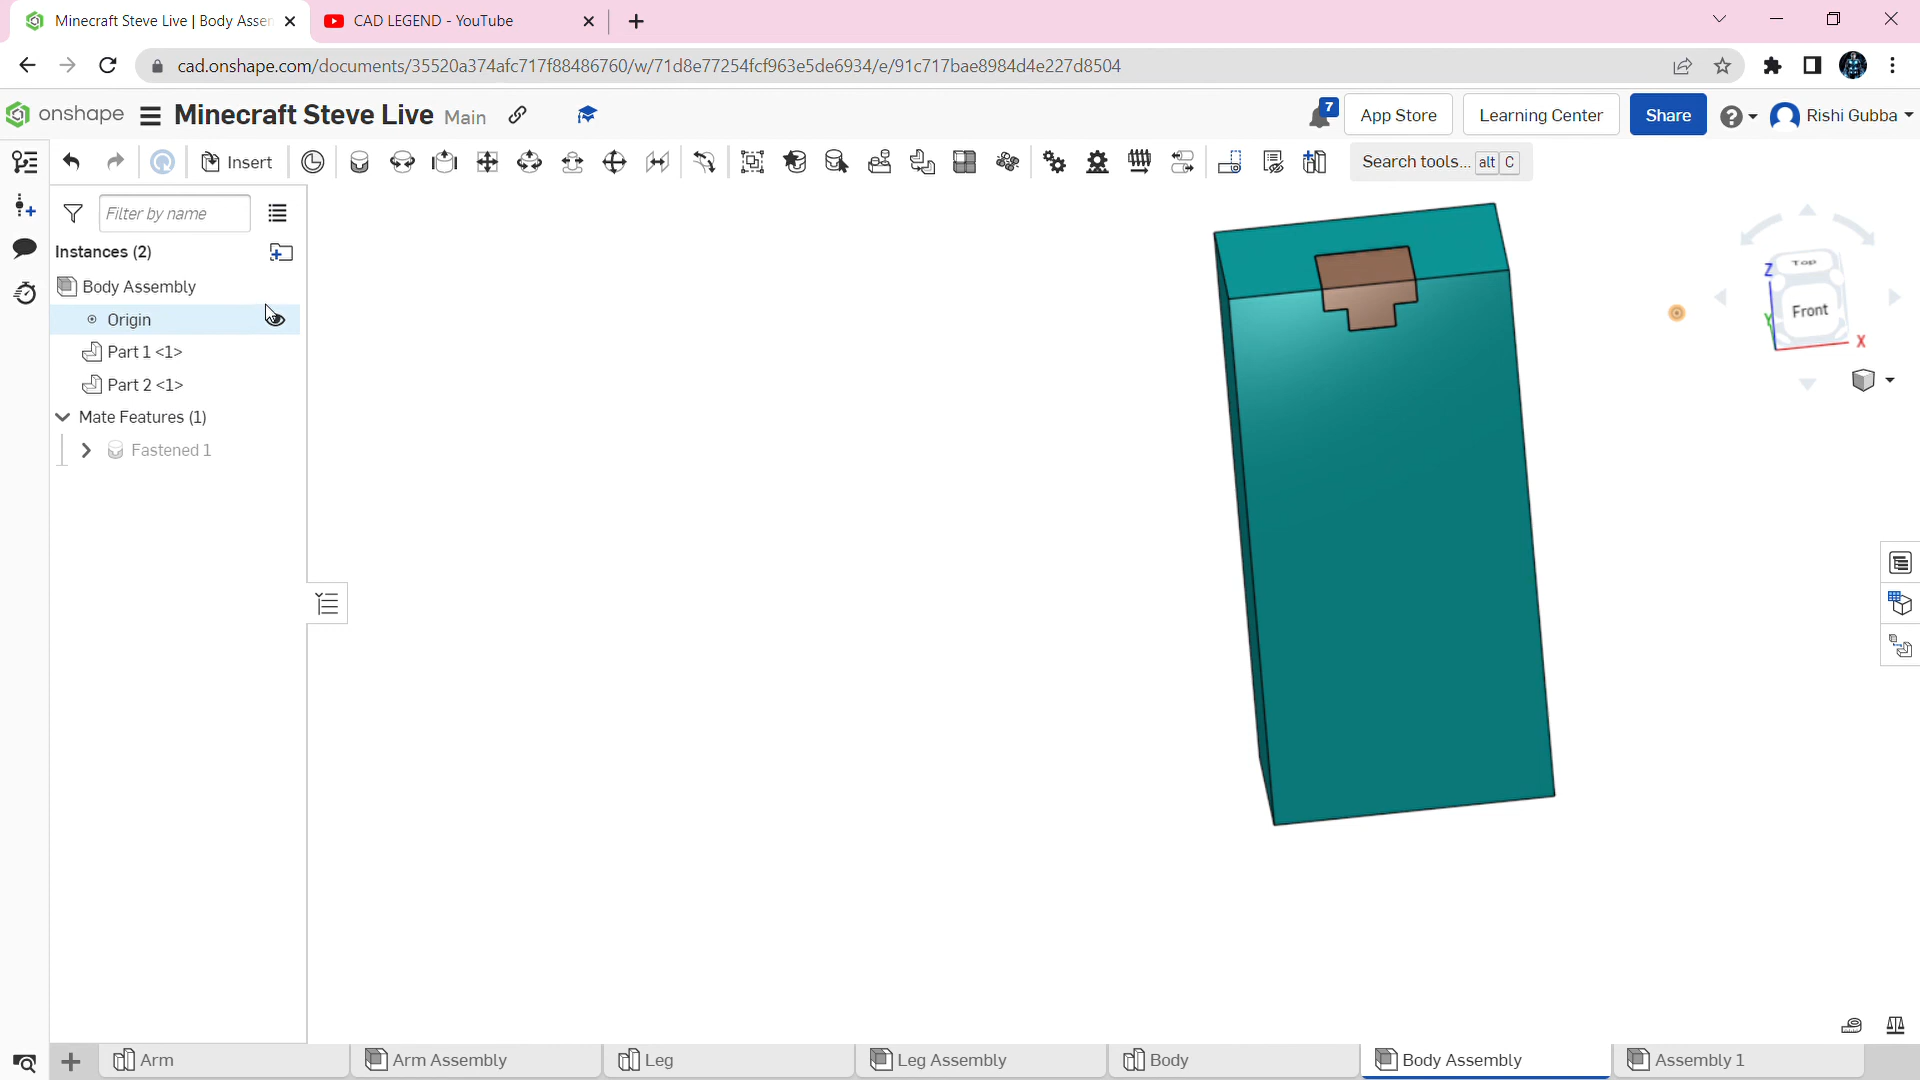 Minecraft Steve Live | Body Assem
CAD LEGEND - YouTube
cad.onshape.com/documents/35520a374afc717f88486760/w/71d8e77254fcf963e5de6934/e/91c717bae8984d4e227d8504
onshape
Minecraft Steve Live Main
7
App Store
Learning Center
Share
Rishi Gubba
Insert
Search tools... alt C
Filter by name
Instances (2)
Body Assembly
Origin
Part 1 <1>
Part 2 <1>
Mate Features (1)
Fastened 1
Top
Front
Z
Y
X
Arm
Arm Assembly
Leg
Leg Assembly
Body
Body Assembly
Assembly 1